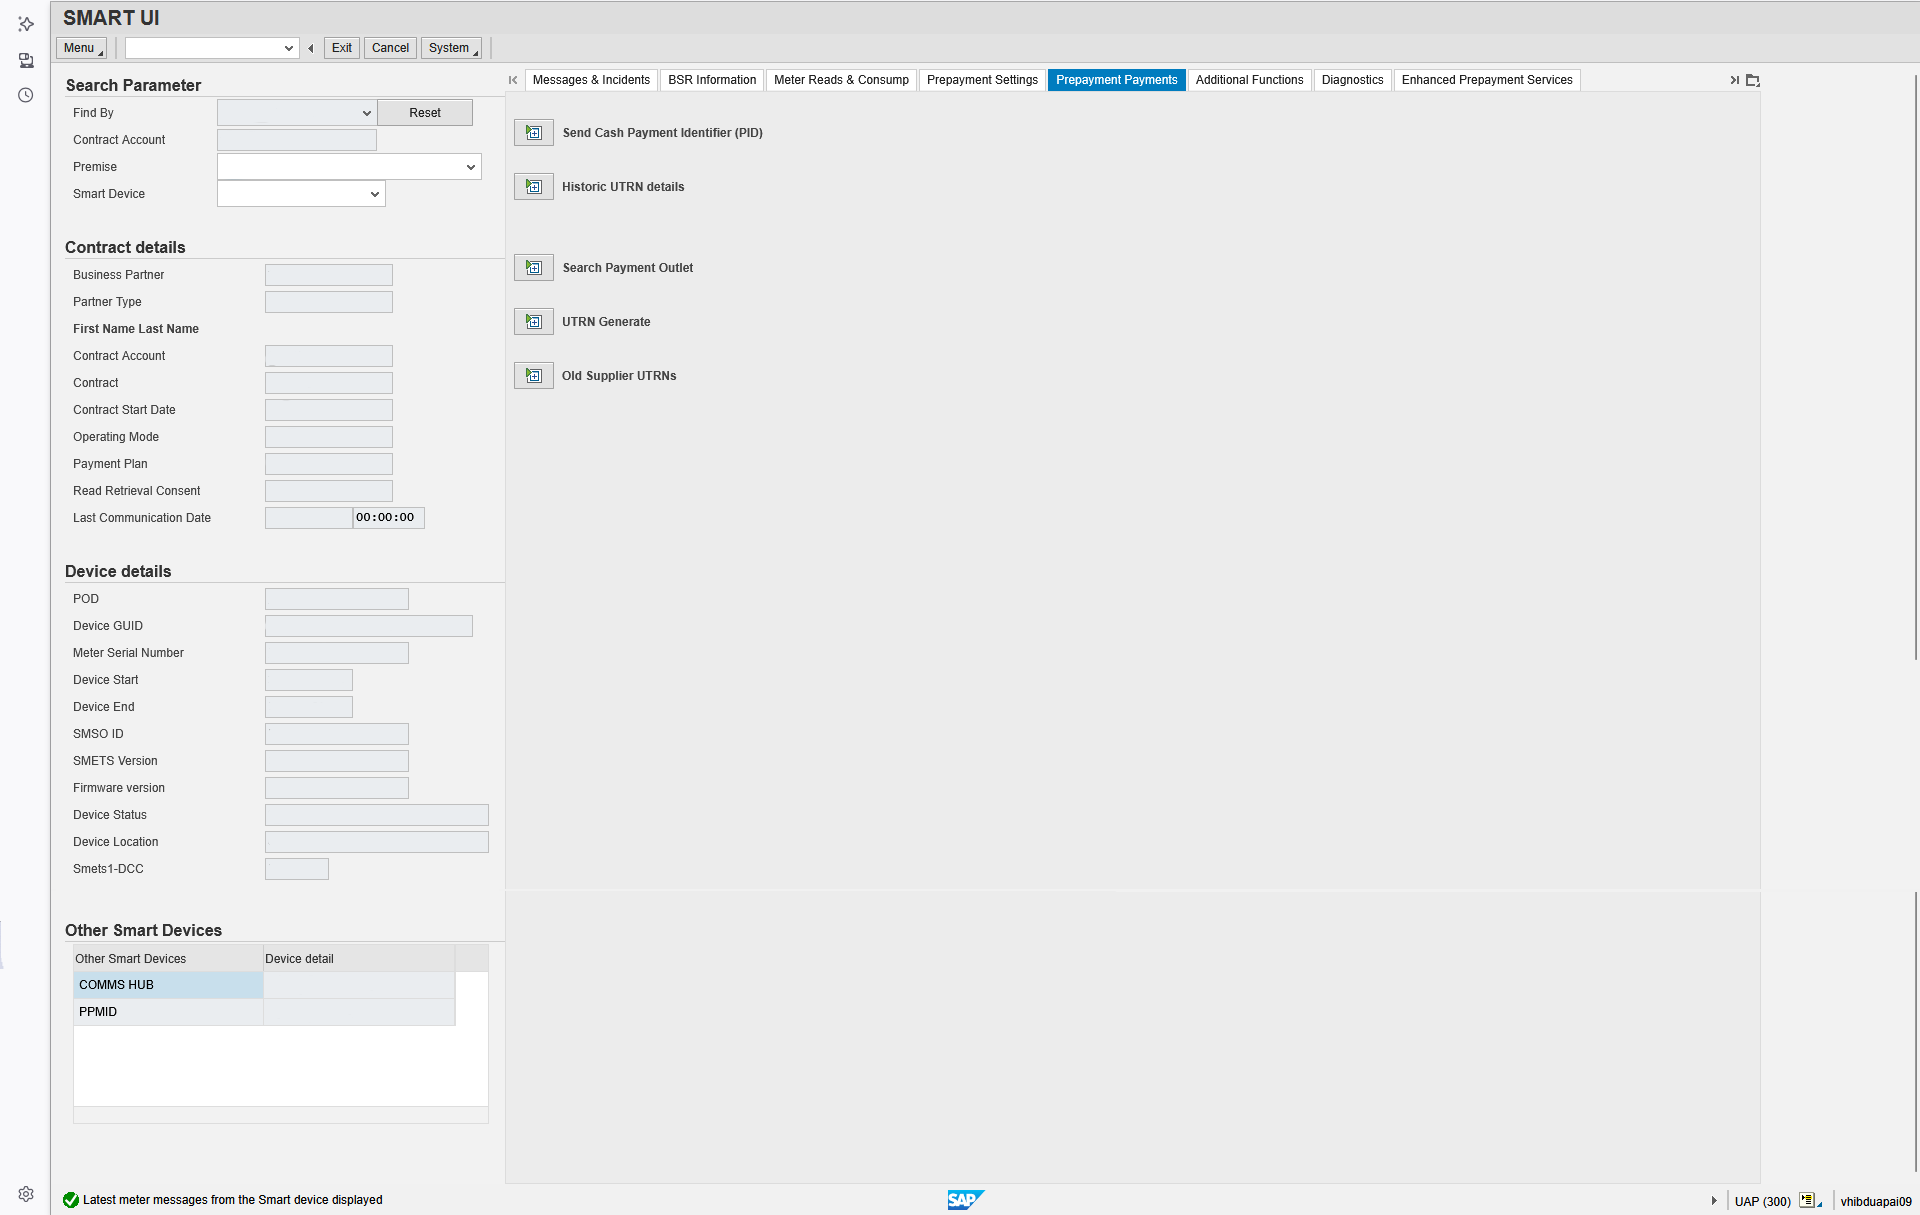 SMART UI
Menu
Exit
Cancel
System
Search Parameter
Find By
Reset
Contract Account
Premise
Smart Device
Contract details
Business Partner
Partner Type
First Name Last Name
Contract Account
Contract
Contract Start Date
Operating Mode
Payment Plan
Read Retrieval Consent
Last Communication Date 00:00:00
Device details
POD
Device GUID
Meter Serial Number
Device Start
Device End
SMSO ID
SMETS Version
Firmware version
Device Status
Device Location
Smets1-DCC
Other Smart Devices
Other Smart Devices Device detail
COMMS HUB
PPMID
Messages & Incidents
BSR Information
Meter Reads & Consump
Prepayment Settings
Prepayment Payments
Additional Functions
Diagnostics
Enhanced Prepayment Services
Send Cash Payment Identifier (PID)
Historic UTRN details
Search Payment Outlet
UTRN Generate
Old Supplier UTRNs
Latest meter messages from the Smart device displayed
SAP
UAP (300)
vhibduapai09